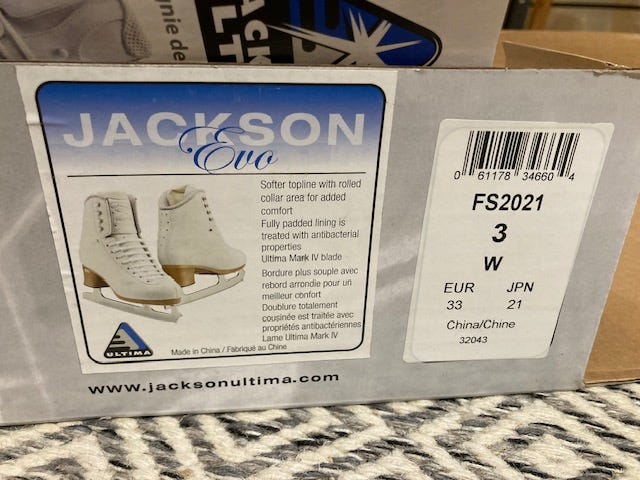 gnie de
JACKSON
Evo
Softer topline with rolled
collar area for added
comfort
Fully padded lining is
treated with antibacterial
properties
Ultima Mark IV blade
Bordure plus souple avec
rebord arrondie pour un
meilleur confort
Doublure totalement
cousinée est traitée avec
propriétés antibactériennes
Lame Ultima Mark IV
ULTIMA
Made in China / Fabriqué au Chine
www.jacksonultima.com
0 61178 34660 4
FS2021
3
W
EUR JPN
33 21
China/Chine
32043